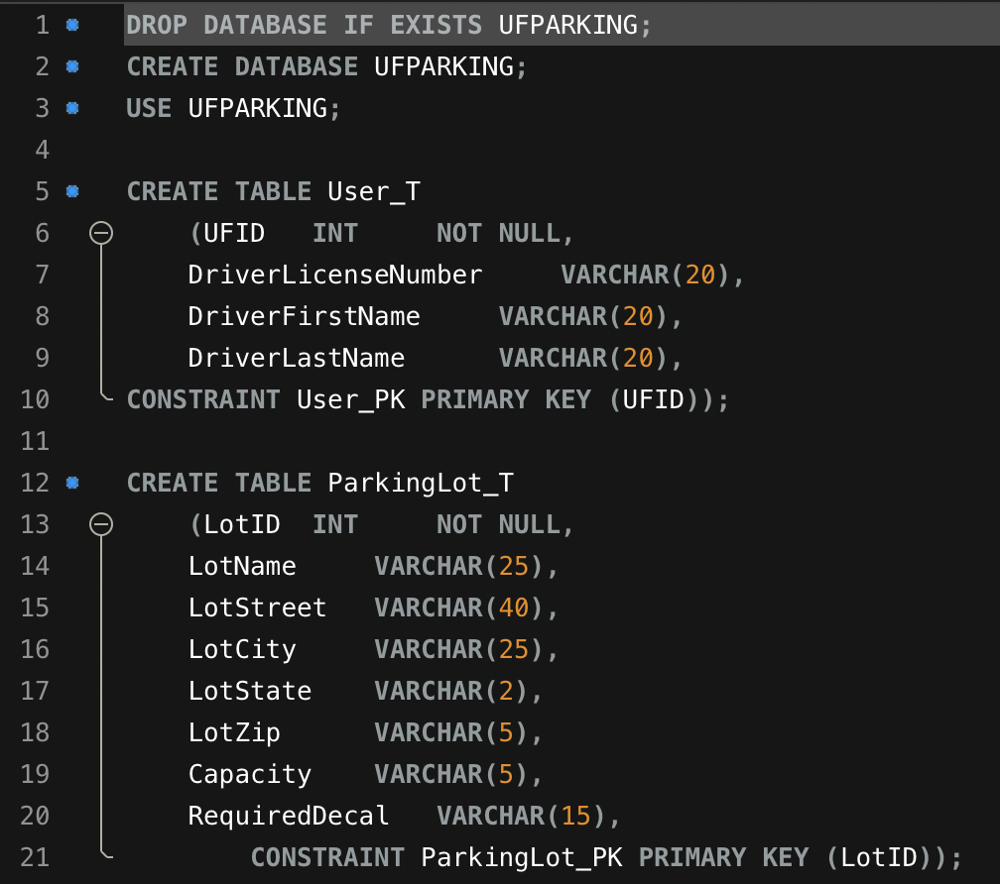 1 DROP DATABASE IF EXISTS UFPARKING;
2 CREATE DATABASE UFPARKING;
3 USE UFPARKING;
4
5 CREATE TABLE User_T
6 (UFID INT NOT NULL,
7 DriverLicenseNumber VARCHAR(20),
8 DriverFirstName VARCHAR(20),
9 DriverLastName VARCHAR(20),
10 CONSTRAINT User_PK PRIMARY KEY (UFID));
11
12 CREATE TABLE ParkingLot_T
13 (LotID INT NOT NULL,
14 LotName VARCHAR(25),
15 LotStreet VARCHAR(40),
16 LotCity VARCHAR(25),
17 LotState VARCHAR(2),
18 LotZip VARCHAR(5),
19 Capacity VARCHAR(5),
20 RequiredDecal VARCHAR(15),
21 CONSTRAINT ParkingLot_PK PRIMARY KEY (LotID));